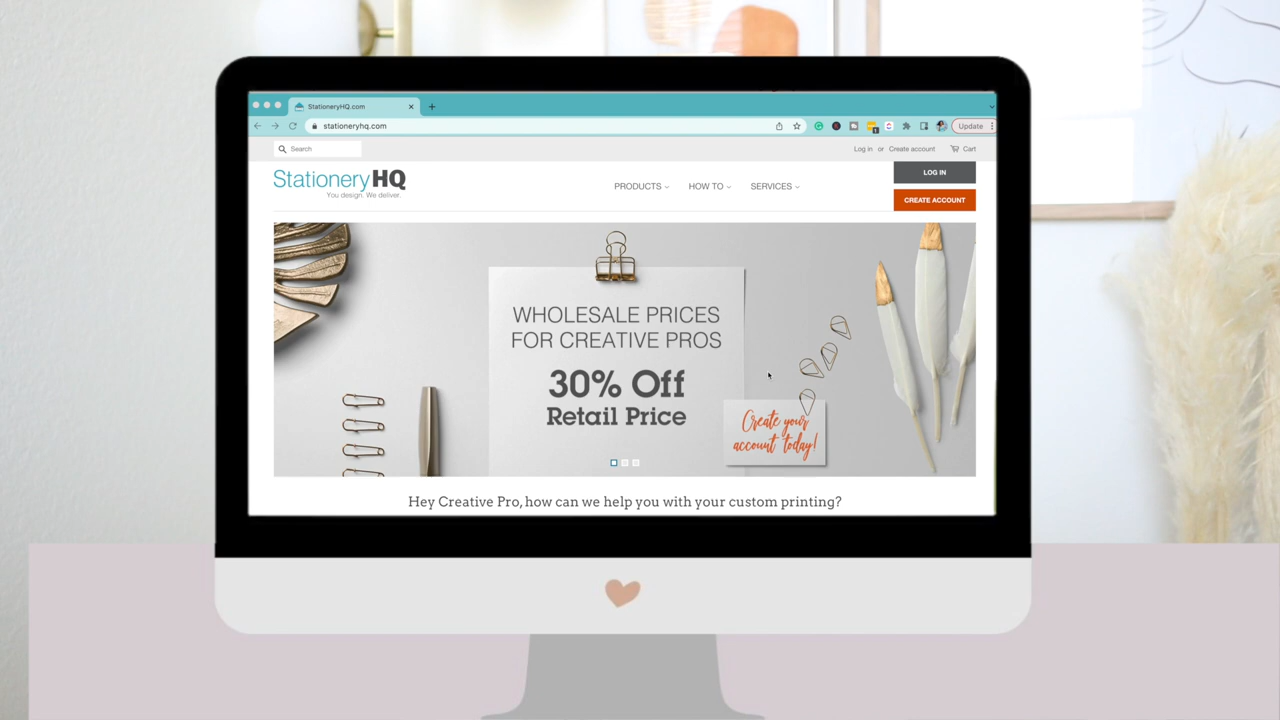 StationeryHQ.com
stationeryhq.com
Update
Search
Log in or Create account Cart
StationeryHQ
You design. We deliver.
PRODUCTS
HOW TO
SERVICES
LOG IN
CREATE ACCOUNT
WHOLESALE PRICES
FOR CREATIVE PROS
30% Off
Retail Price
Create your
account today!
Hey Creative Pro, how can we help you with your custom printing?